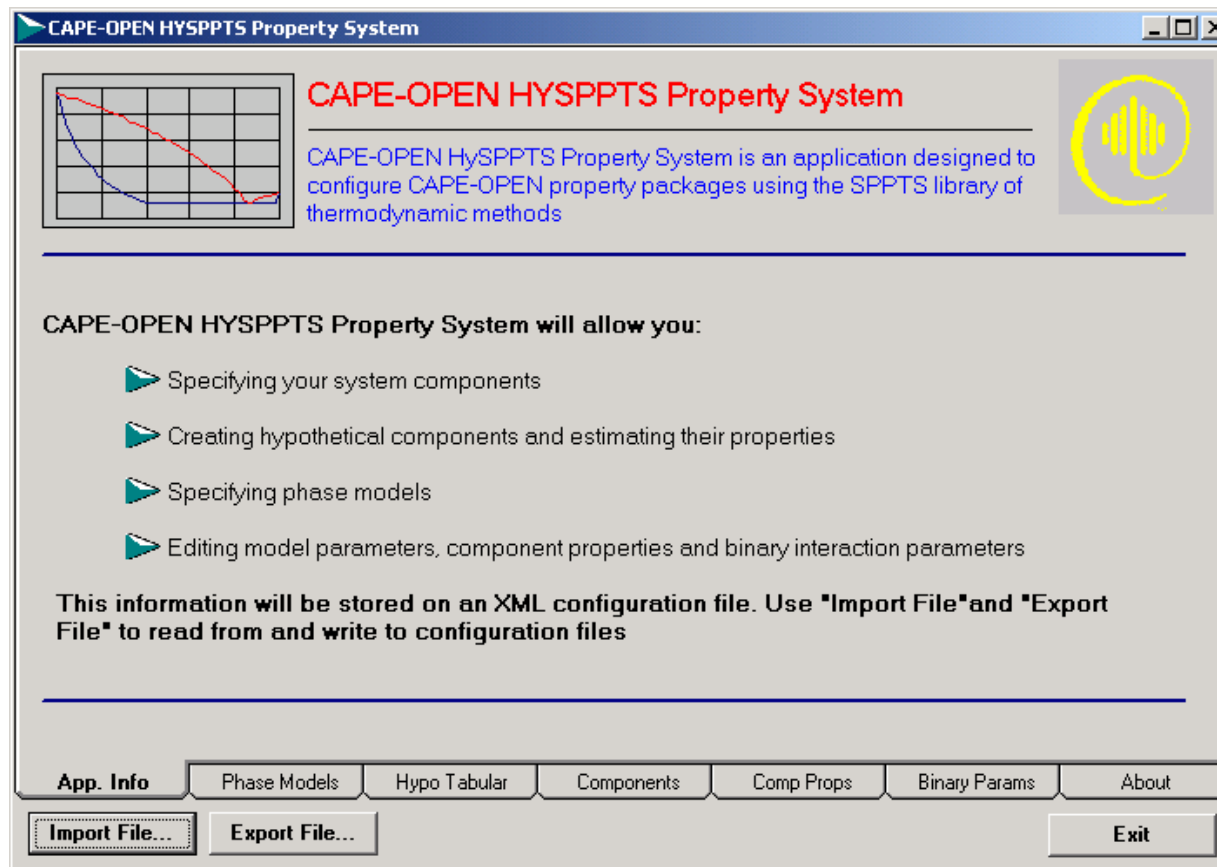 CAPE-OPEN HYSPPTS Property System
CAPE-OPEN HYSPPTS Property System
CAPE-OPEN HySPPTS Property System is an application designed to
configure CAPE-OPEN property packages using the SPPTS library of
thermodynamic methods
CAPE-OPEN HYSPPTS Property System will allow you:
Specifying your system components
Creating hypothetical components and estimating their properties
Specifying phase models
Editing model parameters, component properties and binary interaction parameters
This information will be stored on an XML configuration file. Use "Import File"and "Export
File" to read from and write to configuration files
App. Info
Phase Models
Hypo Tabular
Components
Comp Props
Binary Params
About
Import File...
Export File...
Exit